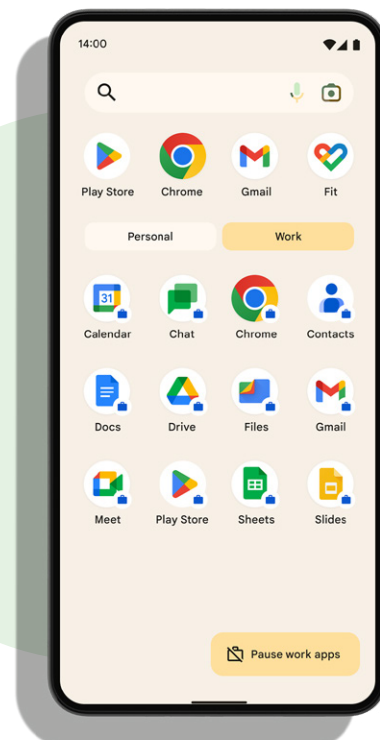 14:00
Play Store Chrome Gmail Fit
Personal Work
31
Calendar Chat Chrome Contacts
Docs Drive Files Gmail
Meet Play Store Sheets Slides
Pause work apps